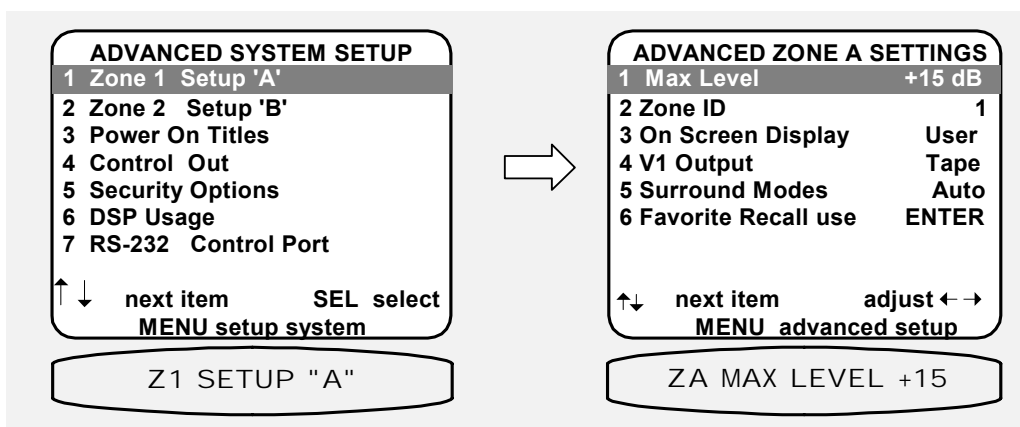 ADVANCED SYSTEM SETUP
1 Zone 1 Setup 'A'
2 Zone 2 Setup 'B'
3 Power On Titles
4 Control Out
5 Security Options
6 DSP Usage
7 RS-232 Control Port
↑↓ next item SEL select
MENU setup system
Z1 SETUP "A"
ADVANCED ZONE A SETTINGS
1 Max Level +15 dB
2 Zone ID 1
3 On Screen Display User
4 V1 Output Tape
5 Surround Modes Auto
6 Favorite Recall use ENTER
↑↓ next item adjust ←→
MENU advanced setup
ZA MAX LEVEL +15